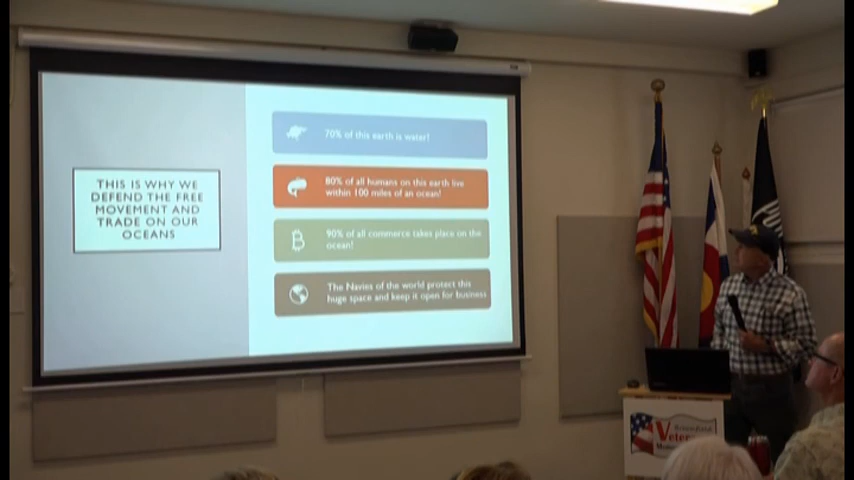 THIS IS WHY WE
DEFEND THE FREE
MOVEMENT AND
TRADE ON OUR
OCEANS
70% of this earth is water!
80% of all humans on this earth live
within 100 miles of an ocean!
90% of all commerce takes place on the
ocean!
The Navies of the world protect this
huge space and keep it open for business